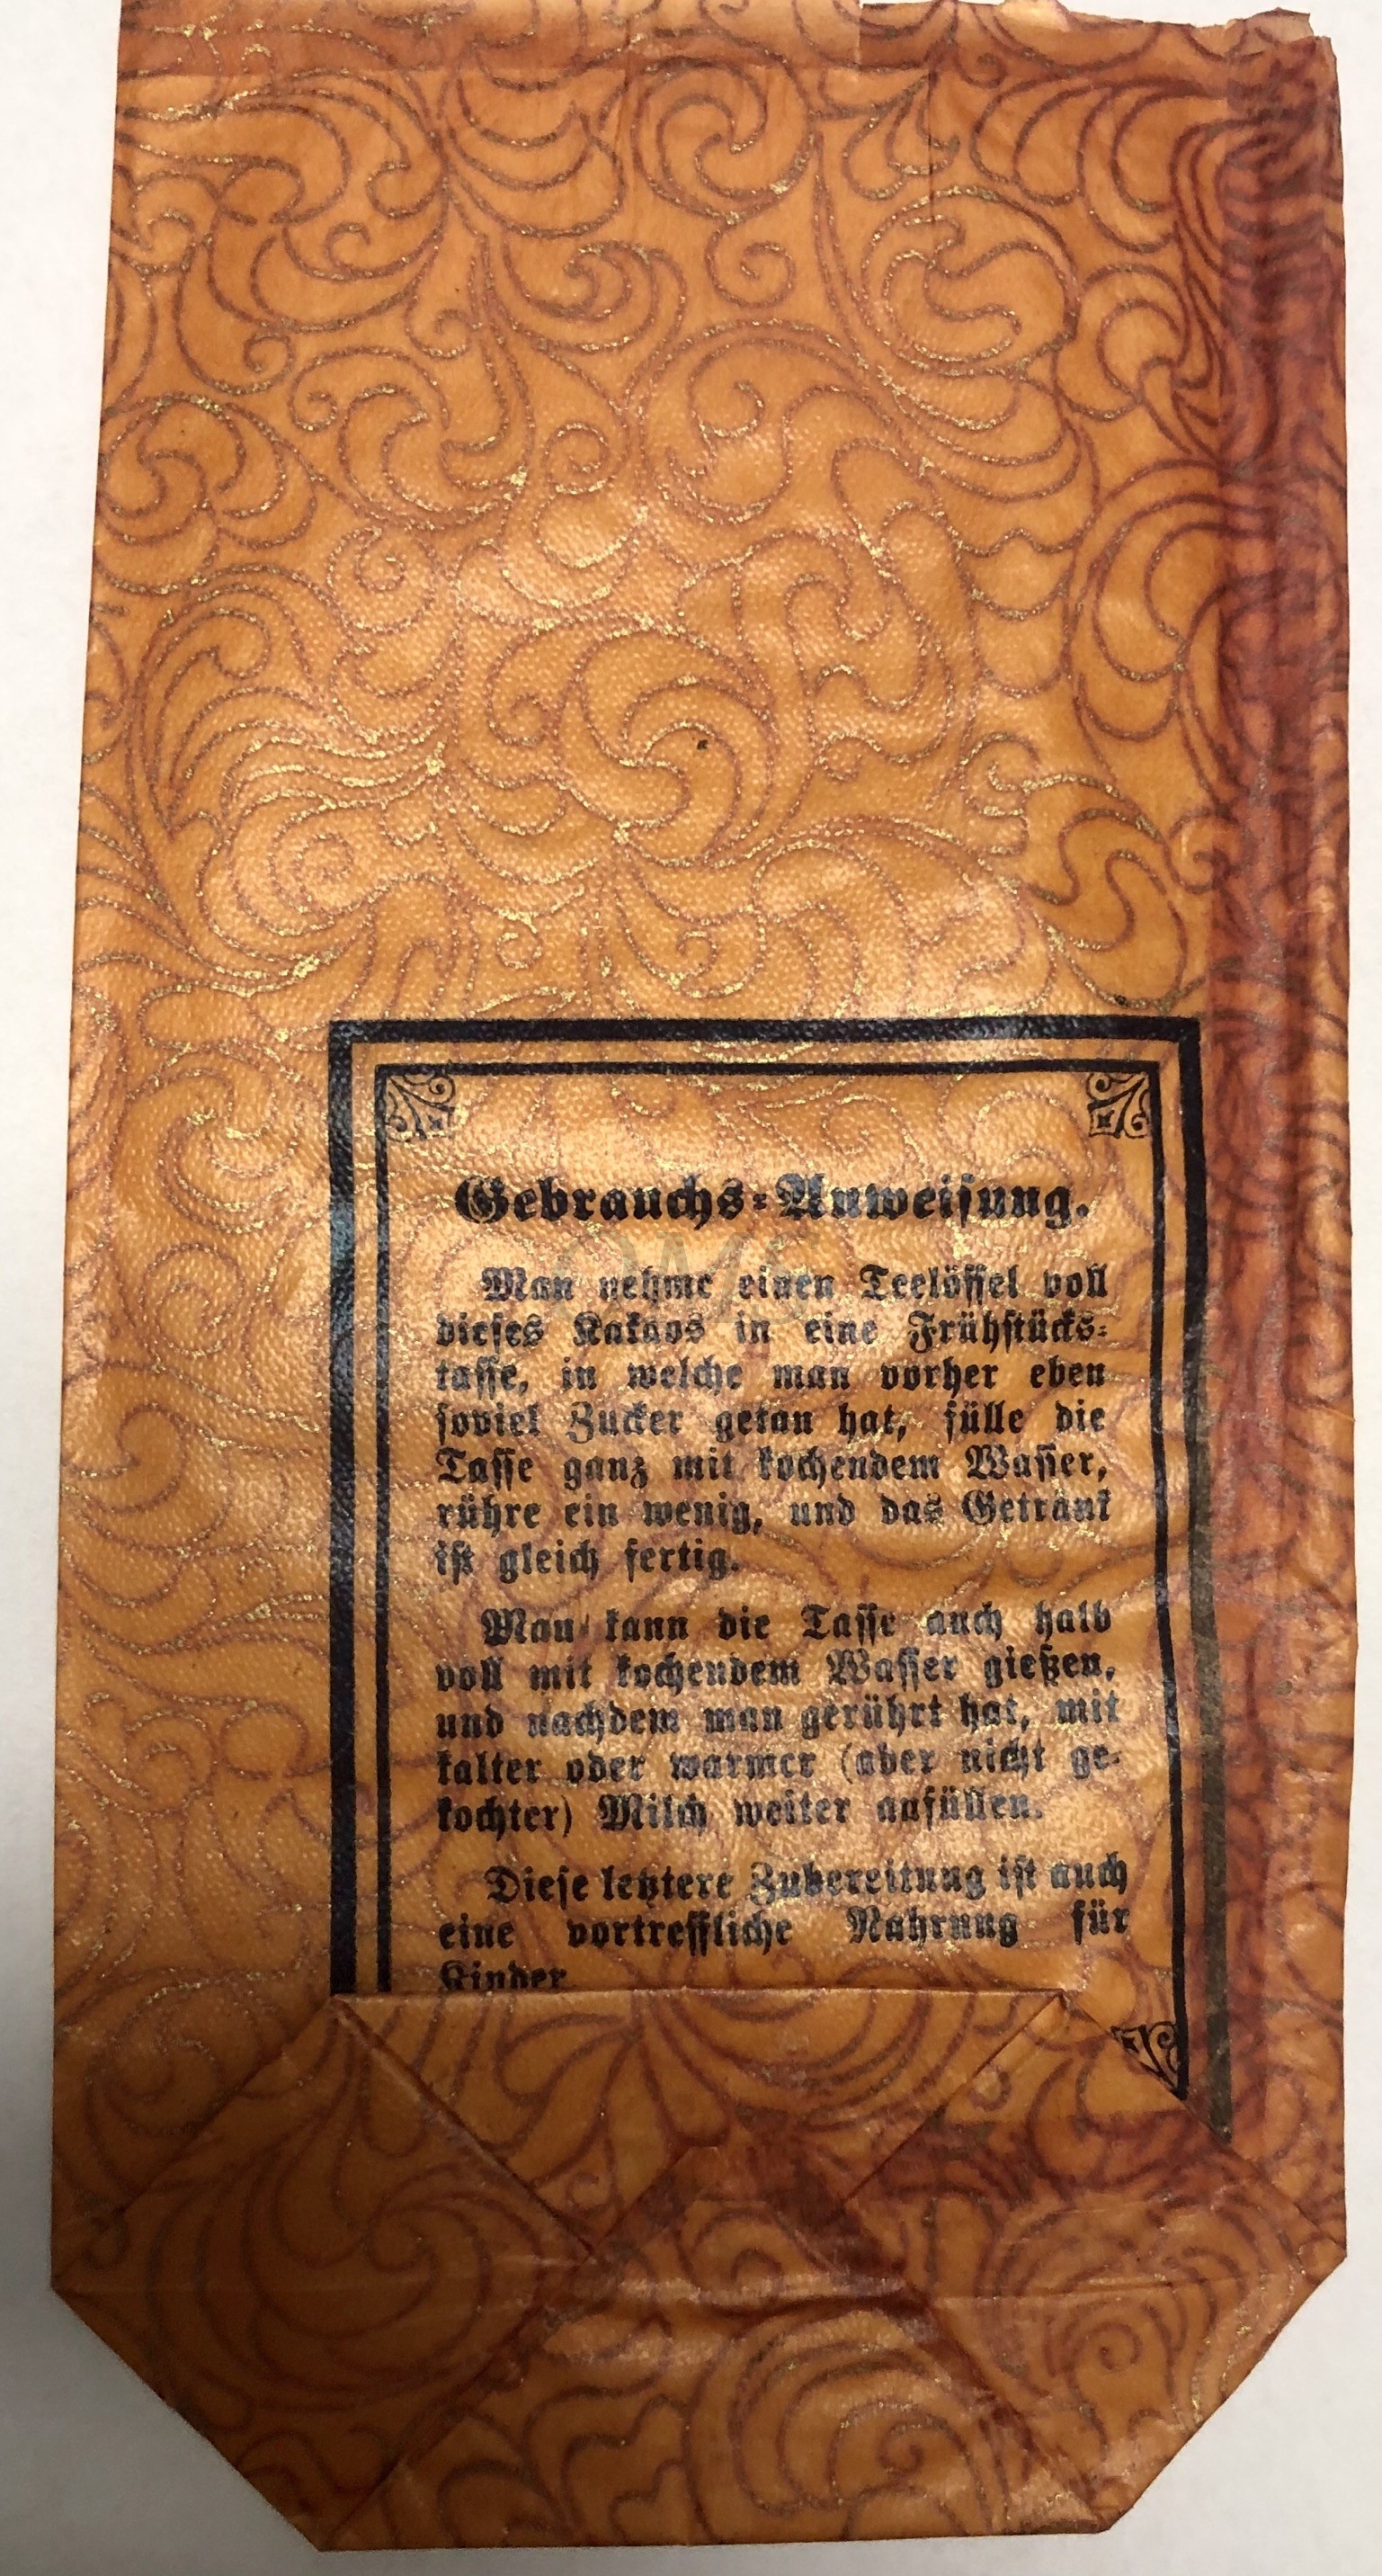 Gebrauchs-Anweisung.
Man nehme einen Teelöffel voll
dieses Kakaos in eine Frühstücks-
tasse, in welche man vorher eben
soviel Zucker getan hat, fülle die
Tasse ganz mit kochendem Wasser,
rühre ein wenig, und das Getränk
ist gleich fertig.
Man kann die Tasse auch halb
voll mit kochendem Wasser gießen,
und nachdem man gerührt hat, mit
kalter oder warmer (aber nicht ge-
kochter) Milch weiter anfüllen.
Diese letztere Zubereitung ist auch
eine vortreffliche Nahrung für
Kinder
OMS